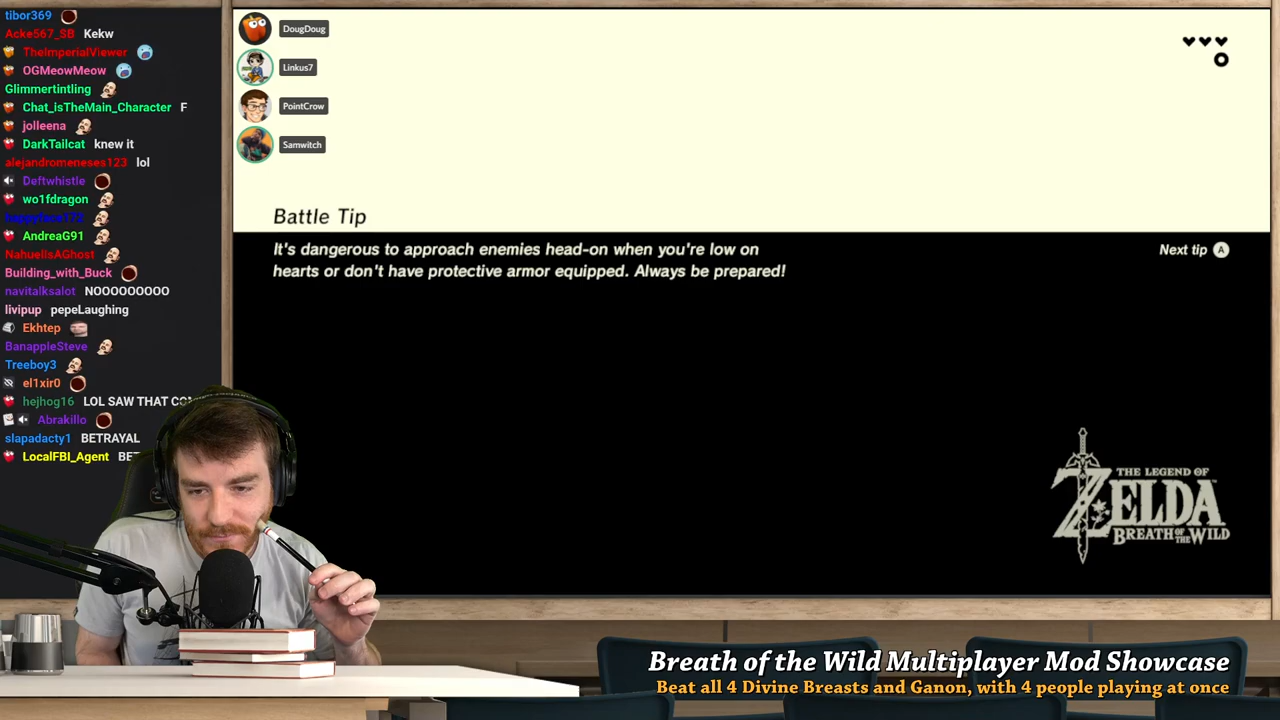 tibor369
Acke567_SB Kekw
TheImperialViewer
OGMeowMeow
Glimmertintling
Chat_isTheMain_Character F
jolleena
DarkTailcat knew it
alejandromeneses123 lol
Deftwhistle
wo1fdragon
happyface172
AndreaG91
NahuelsAGhost
Building_with_Buck
navitalksalot NOOOOOOOOO
livipup pepeLaughing
Ekhtep
BanappleSteve
Treeboy3
el1xir0
hejhog16 LOL SAW THAT
Abrakillo
slapadacty1 BETRAYAL
LocalFBI_Agent
DougDoug
Linkus7
PointCrow
Samwitch
Battle Tip
It's dangerous to approach enemies head-on when you're low on
hearts or don't have protective armor equipped. Always be prepared!
Next tip A
THE LEGEND OF
ZELDA
BREATH OF THE WILD
Breath of the Wild Multiplayer Mod Showcase
Beat all 4 Divine Breasts and Ganon, with 4 people playing at once